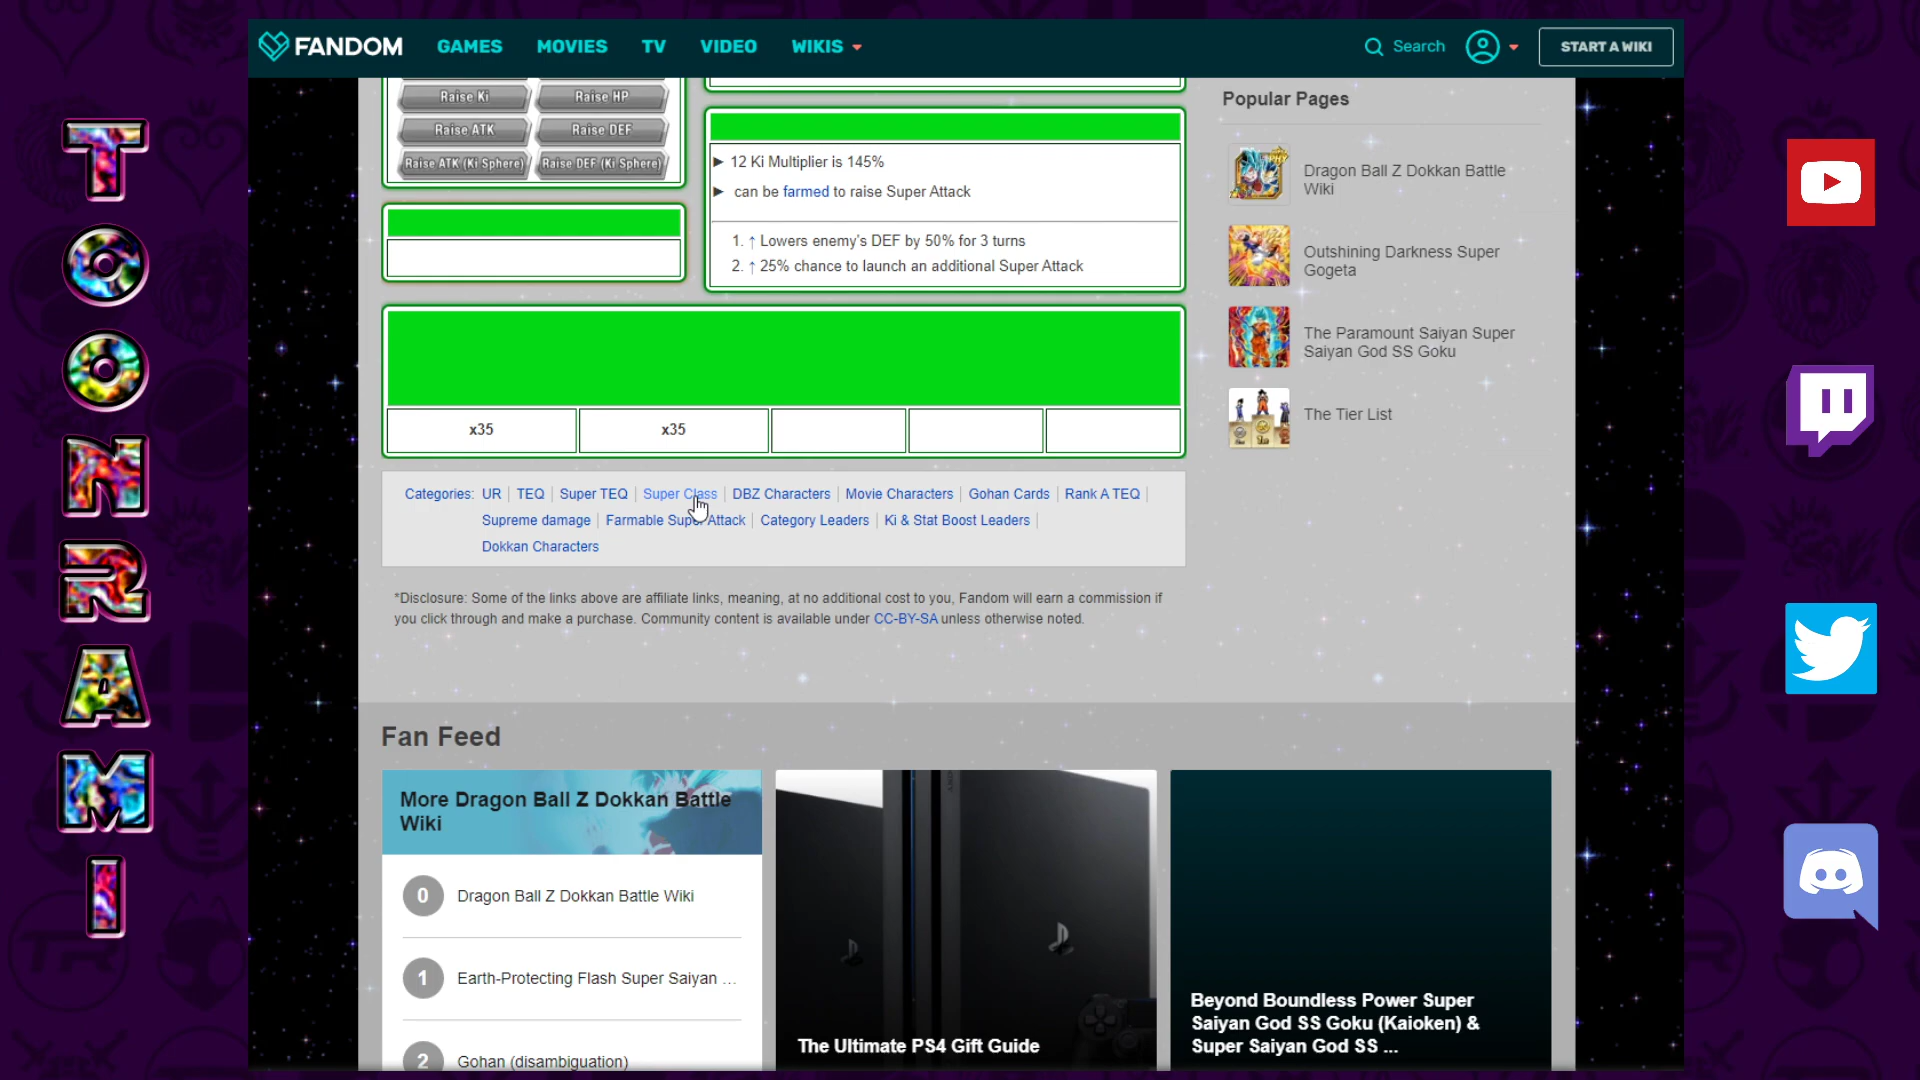 FANDOM GAMES MOVIES TV VIDEO WIKIS Search START A WIKI
TOONRAMI
Raise Ki Raise HP
Raise ATK Raise DEF
Raise ATK (Ki Sphere) Raise DEF (Ki Sphere)
12 Ki Multiplier is 145%
can be farmed to raise Super Attack
1. ↑ Lowers enemy's DEF by 50% for 3 turns
2. ↑ 25% chance to launch an additional Super Attack
x35 x35
Popular Pages
Dragon Ball Z Dokkan Battle
Wiki
Outshining Darkness Super
Gogeta
The Paramount Saiyan Super
Saiyan God SS Goku
The Tier List
Categories: UR TEQ Super TEQ Super Class DBZ Characters Movie Characters Gohan Cards Rank A TEQ
Supreme damage Farmable Super Attack Category Leaders Ki & Stat Boost Leaders
Dokkan Characters
*Disclosure: Some of the links above are affiliate links, meaning, at no additional cost to you, Fandom will earn a commission if
you click through and make a purchase. Community content is available under CC-BY-SA unless otherwise noted.
Fan Feed
More Dragon Ball Z Dokkan Battle
Wiki
0 Dragon Ball Z Dokkan Battle Wiki
1 Earth-Protecting Flash Super Saiyan ...
2 Gohan (disambiguation)
The Ultimate PS4 Gift Guide
Beyond Boundless Power Super
Saiyan God SS Goku (Kaioken) &
Super Saiyan God SS ...